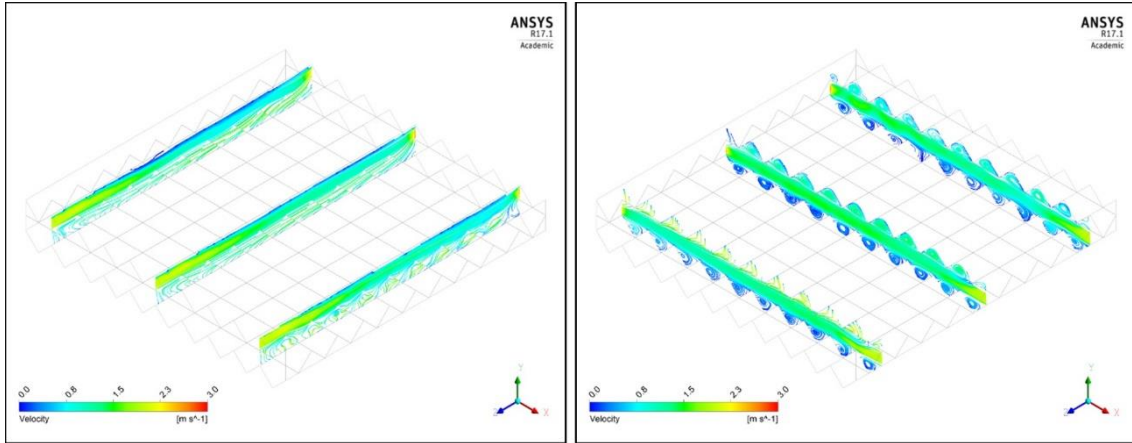 ANSYS
R17.1
Academic
0.0 0.8 1.5 2.3 3.0
Velocity [m s^-1]
Y
Z X
ANSYS
R17.1
Academic
0.0 0.8 1.5 2.3 3.0
Velocity [m s^-1]
Y
Z X